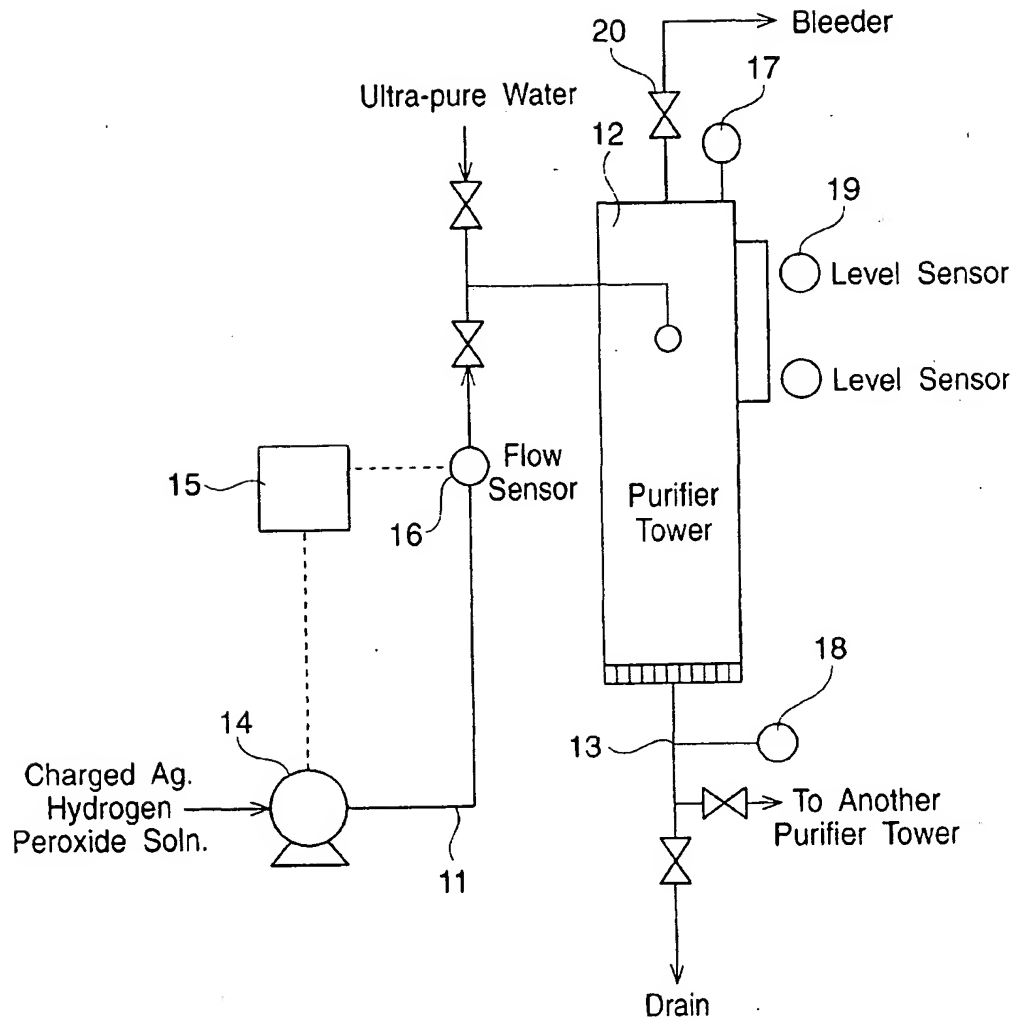 Bleeder
20
17
Ultra-pure Water
12
19
Level Sensor
Level Sensor
15
Flow
Sensor
16
Purifier
Tower
18
14
13
Charged Ag.
Hydrogen
Peroxide Soln.
To Another
Purifier Tower
11
Drain